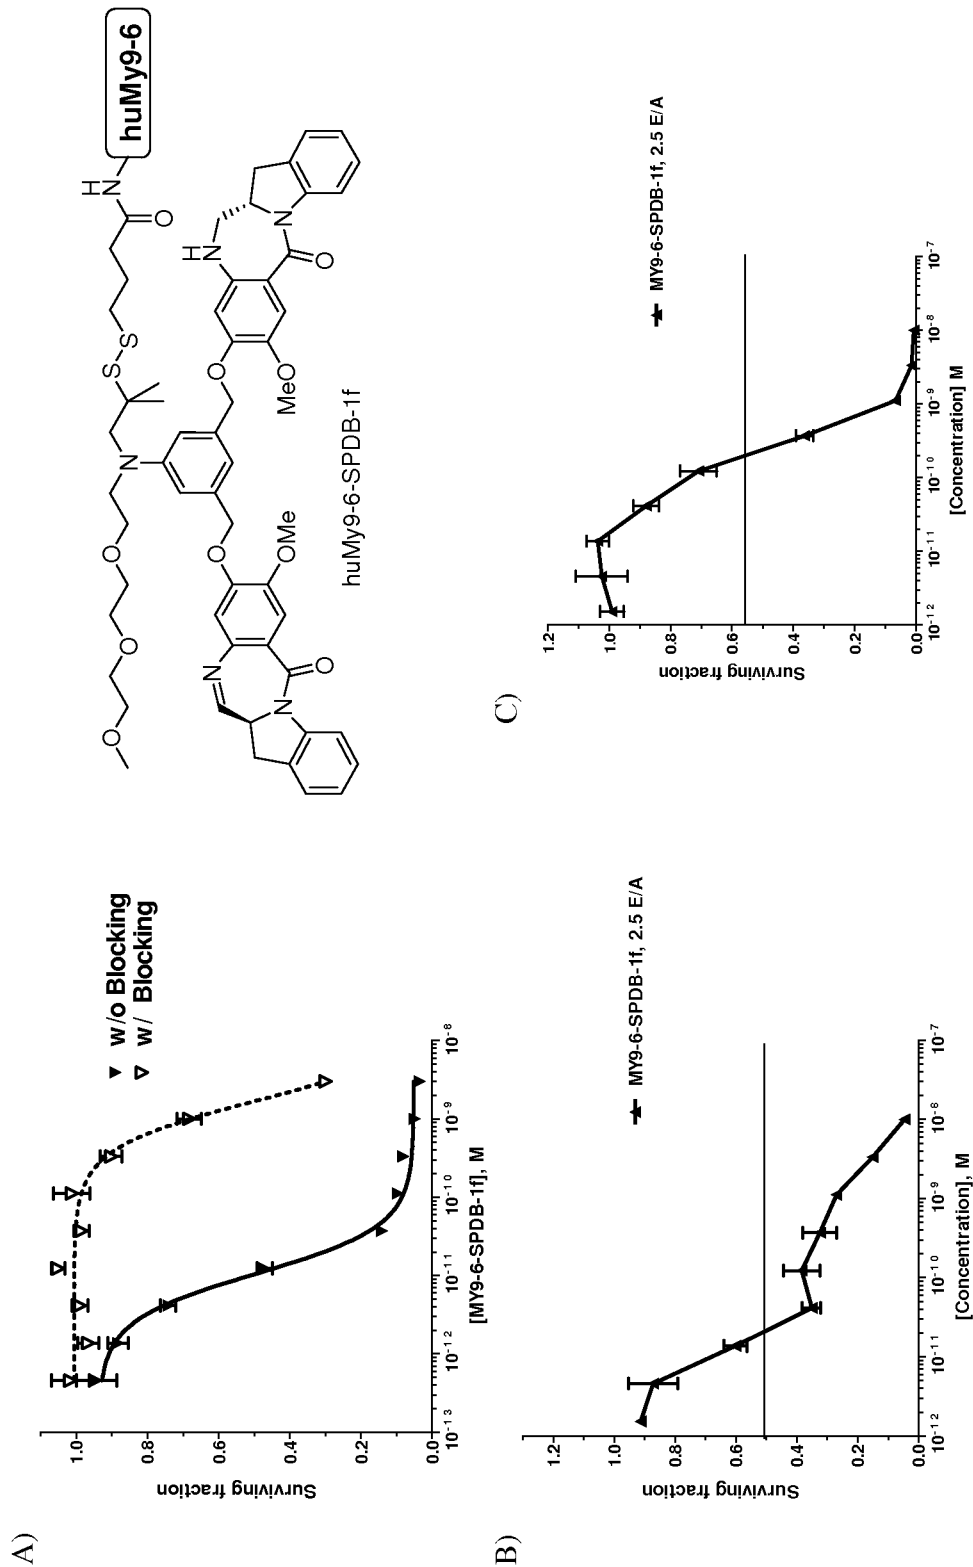 A)
Surviving fraction
1.0
0.8
0.6
0.4
0.2
0.0
10-13
10-12
10-11
10-10
10-9
10-8
[MY9-6-SPDB-1f], M
w/o Blocking
w/ Blocking
huMy9-6
H
N
O
S
S
N
O
O
O
O
O
OMe
MeO
N
N
O
H
N
N
O
huMy9-6-SPDB-1f
B)
Surviving fraction
1.2
1.0
0.8
0.6
0.4
0.2
0.0
10-12
10-11
10-10
10-9
10-8
10-7
[Concentration], M
MY9-6-SPDB-1f, 2.5 E/A
C)
Surviving fraction
1.2
1.0
0.8
0.6
0.4
0.2
0.0
10-12
10-11
10-10
10-9
10-8
10-7
[Concentration] M
MY9-6-SPDB-1f, 2.5 E/A